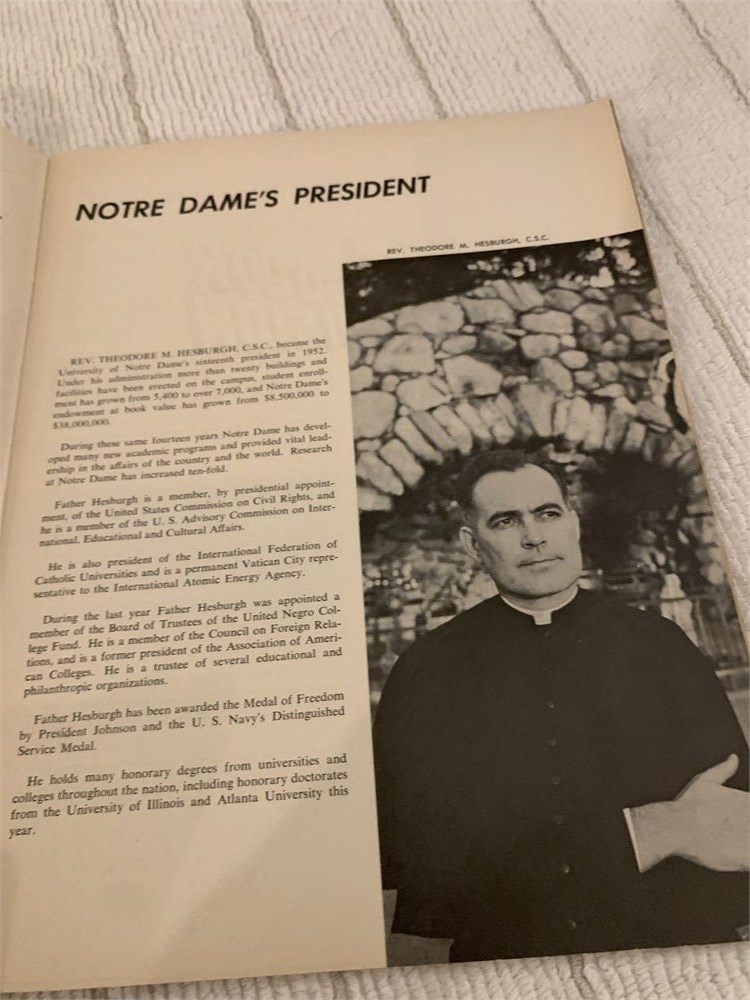 NOTRE DAME'S PRESIDENT
REV. THEODORE M. HESBURGH, C.S.C.
REV. THEODORE M. HESBURGH, C.S.C., became the
University of Notre Dame's sixteenth president in 1952.
Under his administration more than twenty buildings and
facilities have been erected on the campus, student enroll-
ment has grown from 5,400 to over 7,000, and Notre Dame's
endowment at book value has grown from $8,500,000 to
$38,000,000.
During these same fourteen years Notre Dame has devel-
oped many new academic programs and provided vital lead-
ership in the affairs of the country and the world. Research
at Notre Dame has increased ten-fold.
Father Hesburgh is a member, by presidential appoint-
ment, of the United States Commission on Civil Rights, and
he is a member of the U. S. Advisory Commission on Inter-
national, Educational and Cultural Affairs.
He is also president of the International Federation of
Catholic Universities and is a permanent Vatican City repre-
sentative to the International Atomic Energy Agency.
During the last year Father Hesburgh was appointed a
member of the Board of Trustees of the United Negro Col-
lege Fund. He is a member of the Council on Foreign Rela-
tions, and is a former president of the Association of Ameri-
can Colleges. He is a trustee of several educational and
philanthropic organizations.
Father Hesburgh has been awarded the Medal of Freedom
by President Johnson and the U. S. Navy's Distinguished
Service Medal.
He holds many honorary degrees from universities and
colleges throughout the nation, including honorary doctorates
from the University of Illinois and Atlanta University this
year.